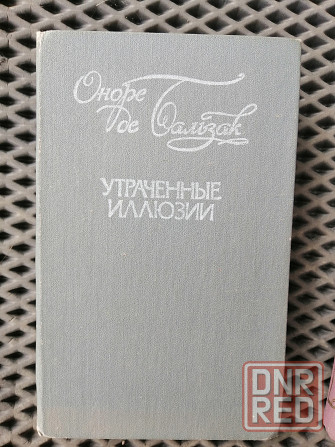 Оноре
де Бальзак
УТРАЧЕННЫЕ
ИЛЛЮЗИИ
DNR
RED